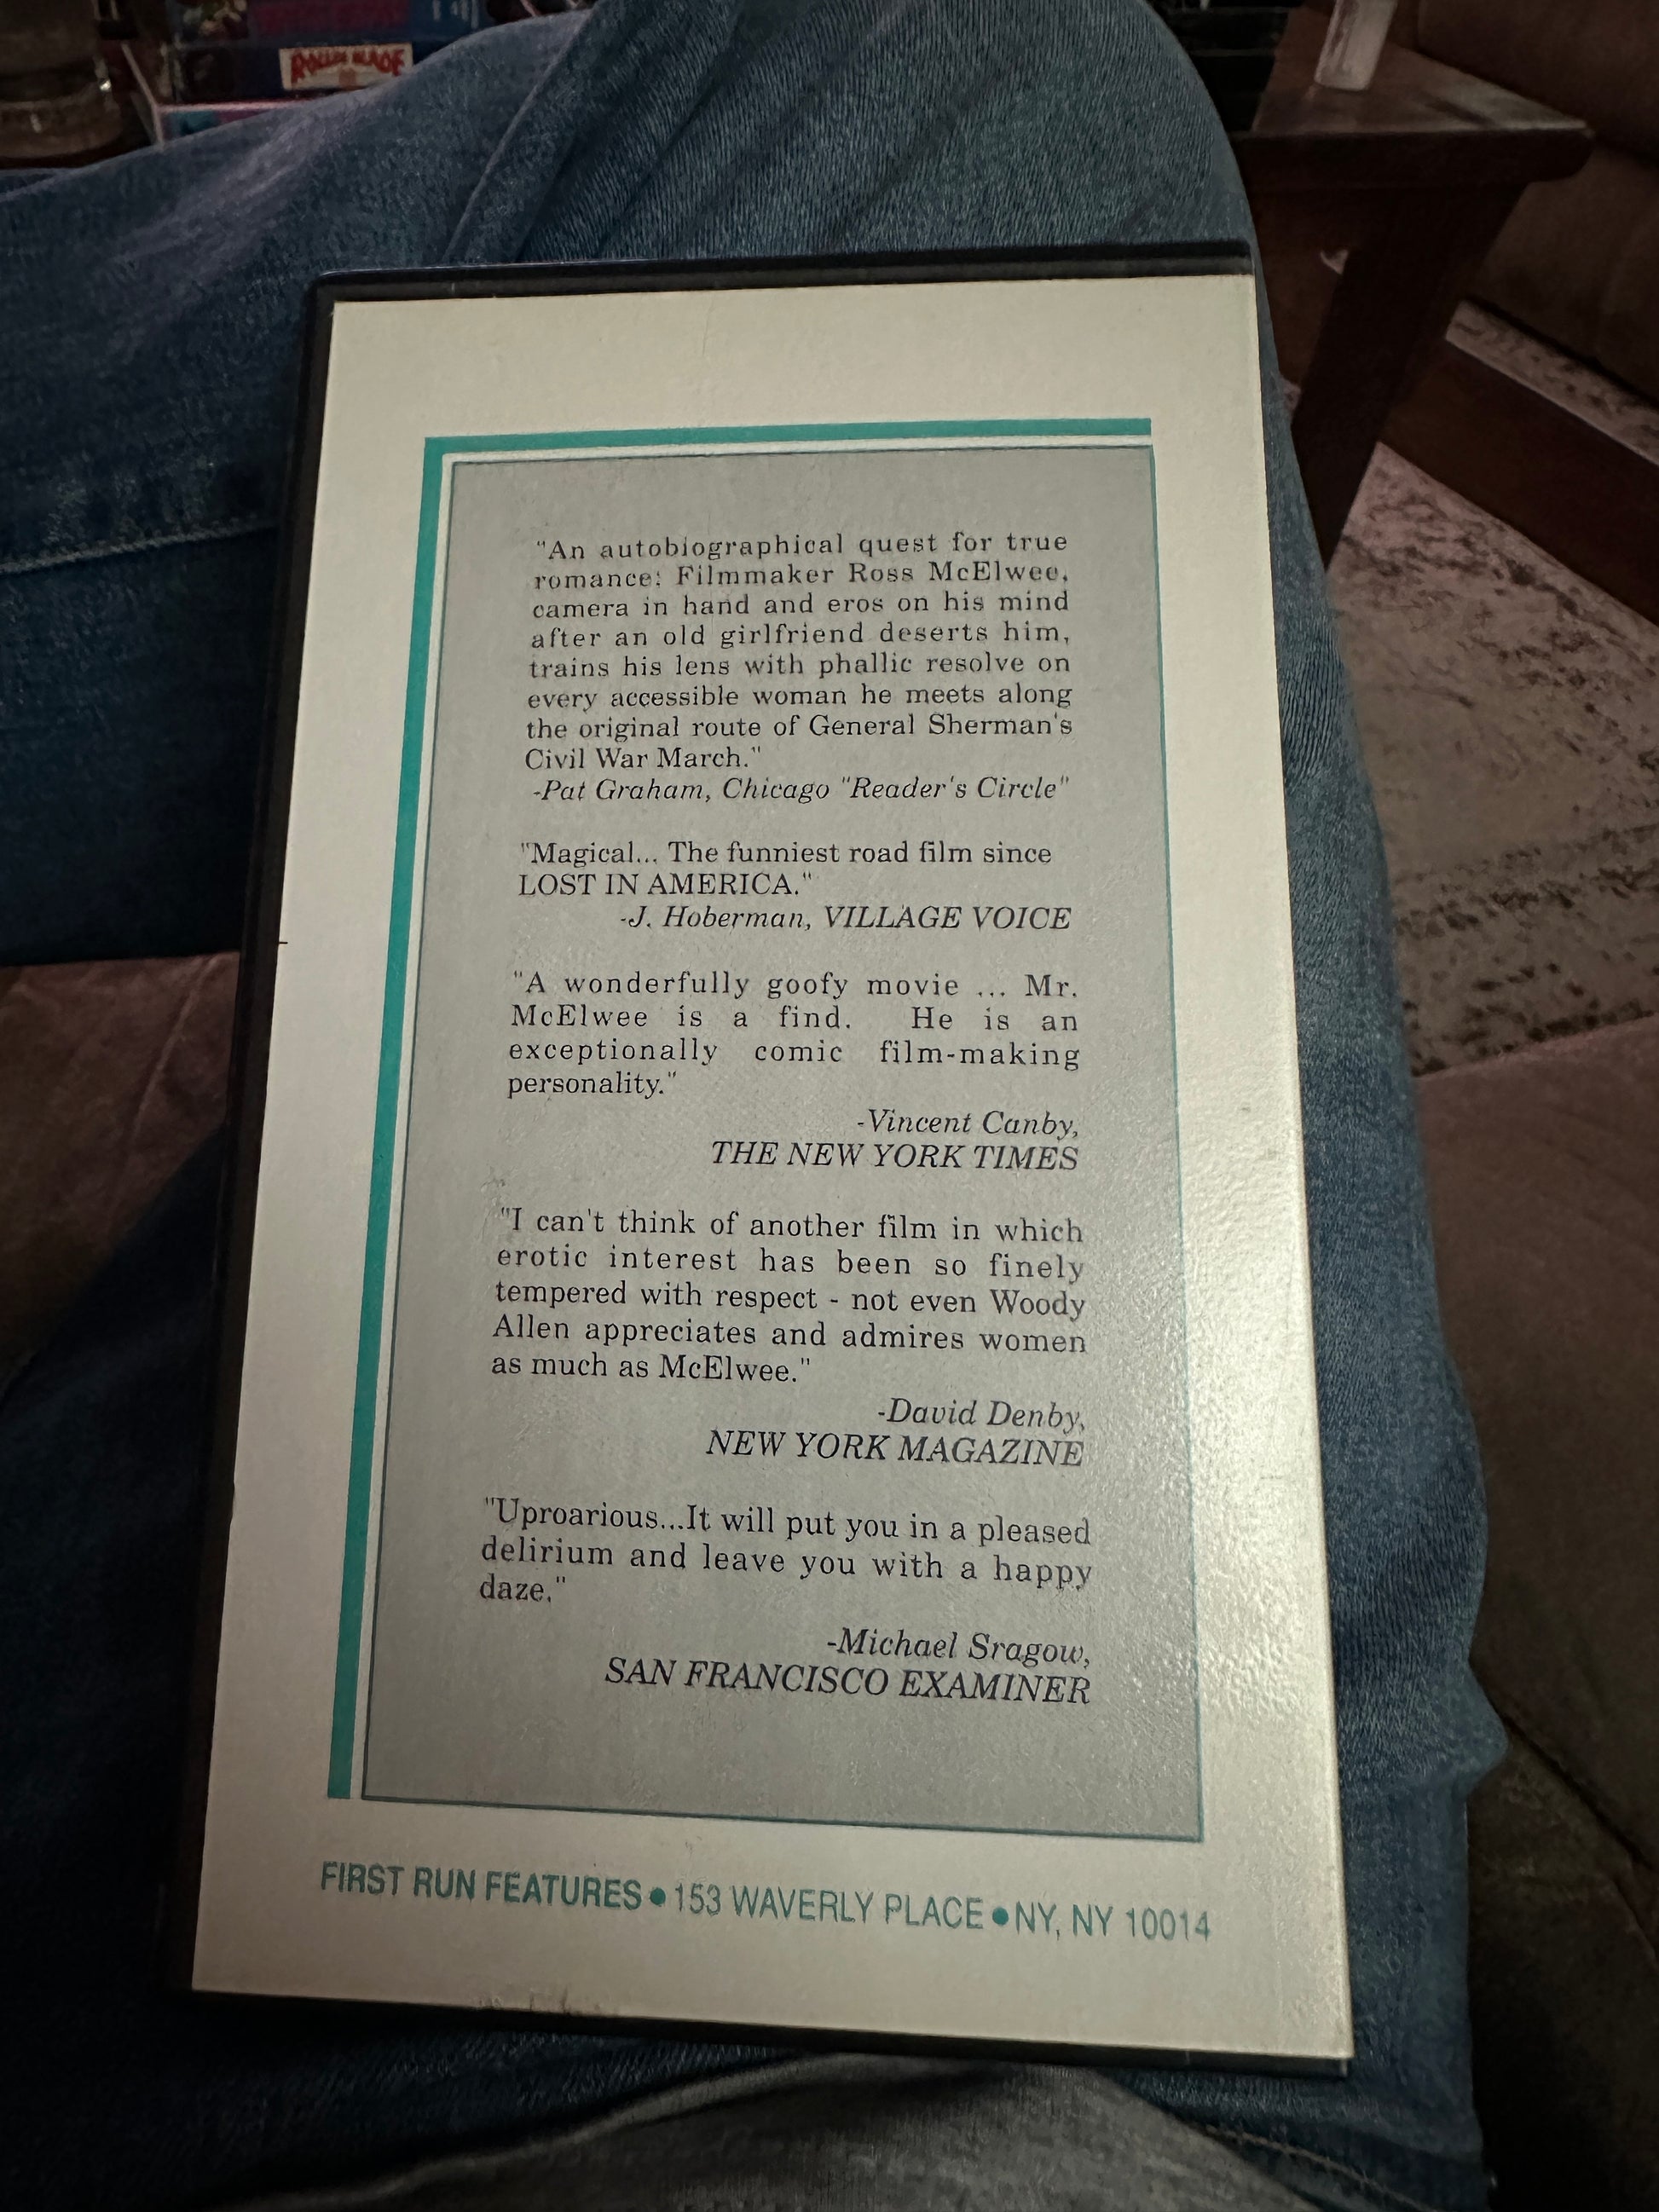 ROLLER BLADE
"An autobiographical quest for true
romance: Filmmaker Ross McElwee,
camera in hand and eros on his mind
after an old girlfriend deserts him,
trains his lens with phallic resolve on
every accessible woman he meets along
the original route of General Sherman's
Civil War March."
-Pat Graham, Chicago "Reader's Circle"
"Magical... The funniest road film since
LOST IN AMERICA."
-J. Hoberman, VILLAGE VOICE
"A wonderfully goofy movie ... Mr.
McElwee is a find. He is an
exceptionally comic film-making
personality."
-Vincent Canby,
THE NEW YORK TIMES
"I can't think of another film in which
erotic interest has been so finely
tempered with respect - not even Woody
Allen appreciates and admires women
as much as McElwee."
-David Denby,
NEW YORK MAGAZINE
"Uproarious...It will put you in a pleased
delirium and leave you with a happy
daze."
-Michael Sragow,
SAN FRANCISCO EXAMINER
FIRST RUN FEATURES • 153 WAVERLY PLACE • NY, NY 10014